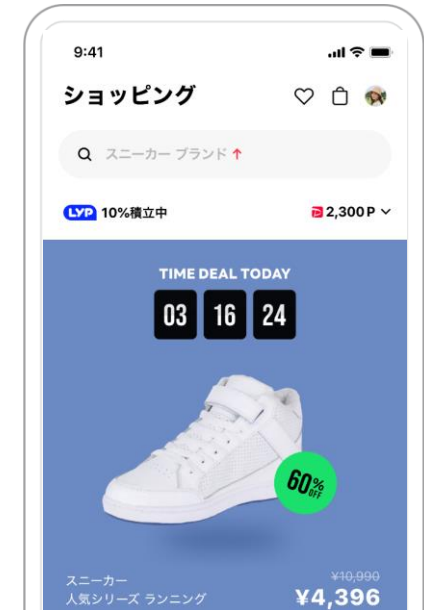 9:41
ショッピング
スニーカー ブランド ↑
LYP 10%積立中
2,300 P
TIME DEAL TODAY
03 16 24
60% OFF
スニーカー
¥10,990
人気シリーズ ランニング
¥4,396